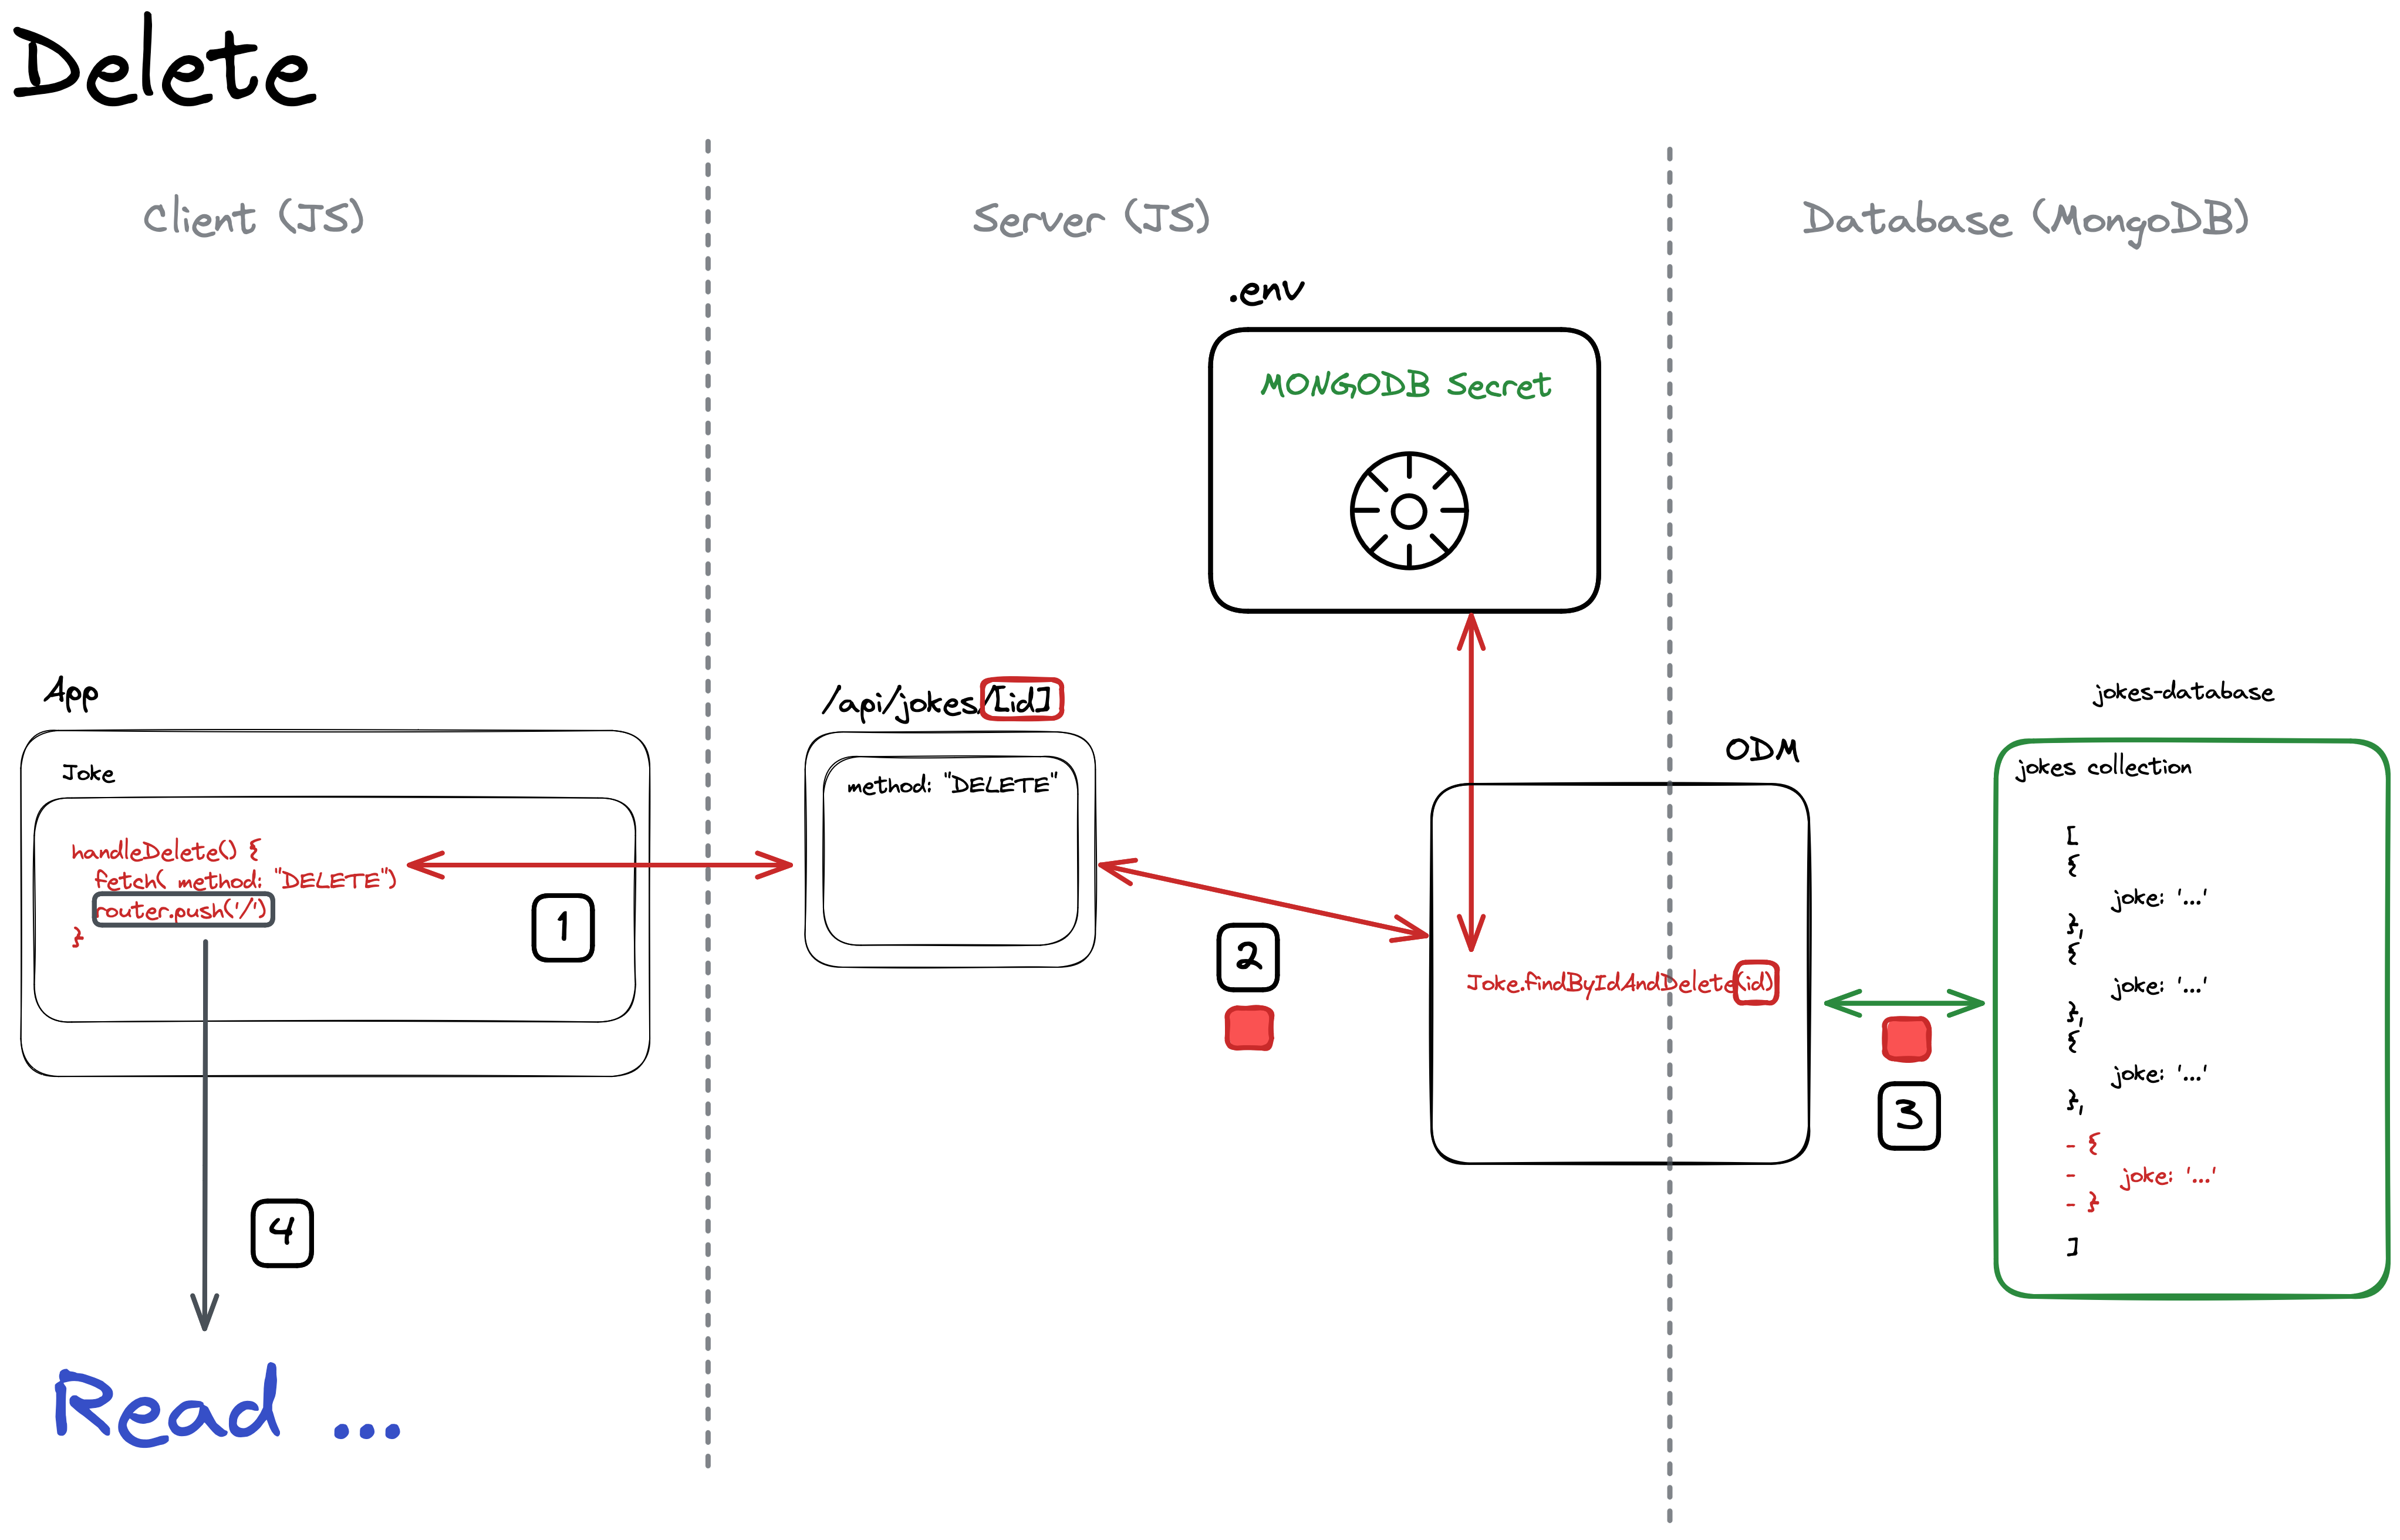 Delete
Client (JS)
Server (JS)
Database (MongoDB)
.env
MONGODB Secret
App
Joke
handleDelete() {
fetch( method: "DELETE")
router.push('/')
}
1
/api/jokes/[id]
method: "DELETE"
2
ODM
Joke.findByIdAndDelete(id)
3
jokes-database
jokes collection
[
{
joke: '...'
},
{
joke: '...'
},
{
joke: '...'
},
- {
- joke: '...'
- }
]
4
Read ...